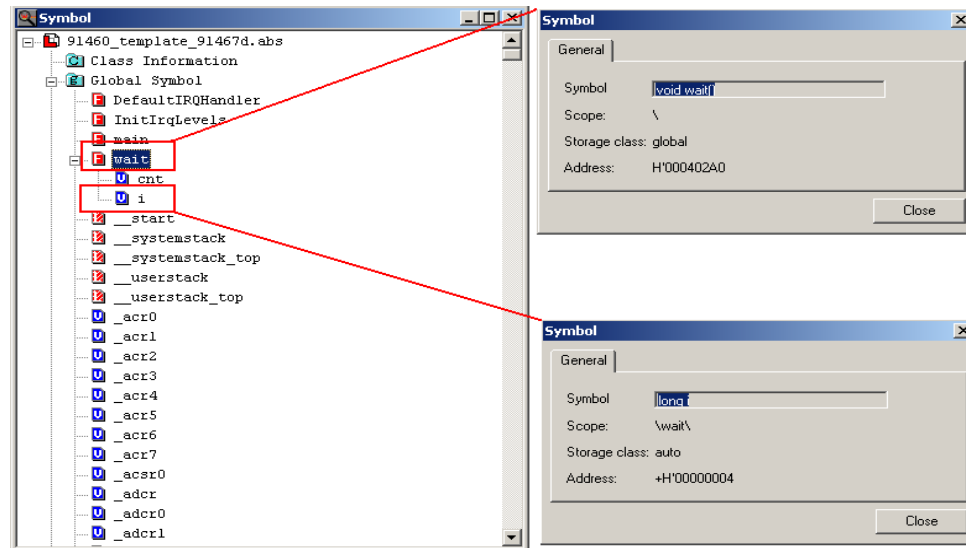 Symbol
91460_template_91467d.abs
Class Information
Global Symbol
DefaultIRQHandler
InitIrqLevels
main
wait
cnt
i
__start
__systemstack
__systemstack_top
__userstack
__userstack_top
_acr0
_acr1
_acr2
_acr3
_acr4
_acr5
_acr6
_acr7
_acsr0
_adcr
_adcr0
_adcr1
Symbol
General
Symbol void wait()
Scope: \
Storage class: global
Address: H'000402A0
Close
Symbol
General
Symbol long i
Scope: \wait\
Storage class: auto
Address: +H'00000004
Close